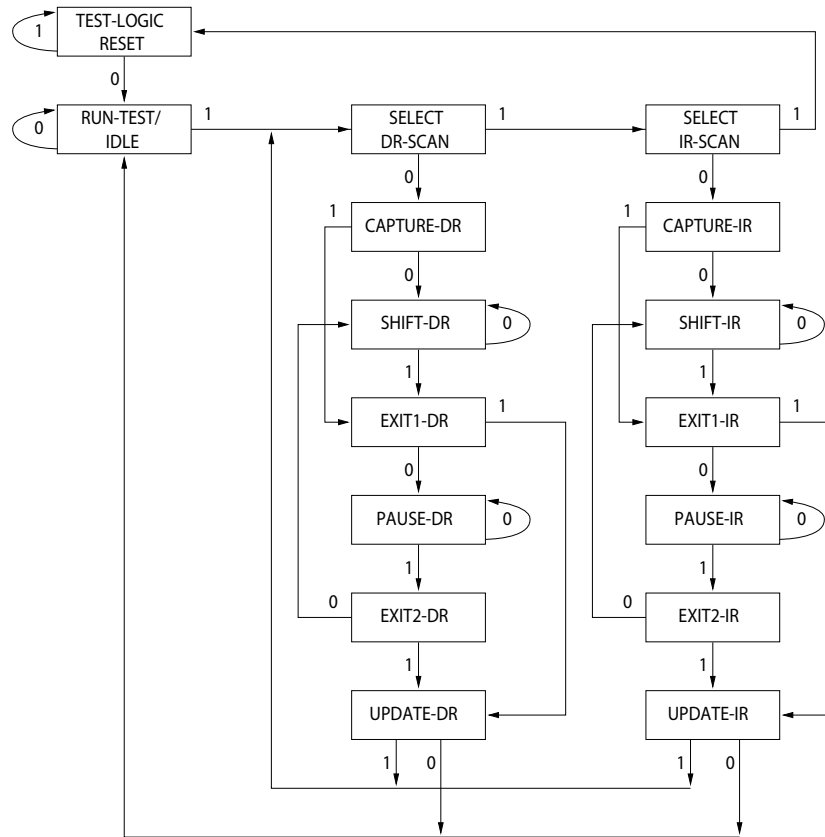 TEST-LOGIC
RESET
1
0
RUN-TEST/
IDLE
0
1
SELECT
DR-SCAN
1
SELECT
IR-SCAN
1
0
0
1
CAPTURE-DR
1
CAPTURE-IR
0
0
SHIFT-DR
0
SHIFT-IR
0
1
1
EXIT1-DR
1
EXIT1-IR
1
0
0
PAUSE-DR
0
PAUSE-IR
0
1
1
0
EXIT2-DR
0
EXIT2-IR
1
1
UPDATE-DR
UPDATE-IR
1
0
1
0